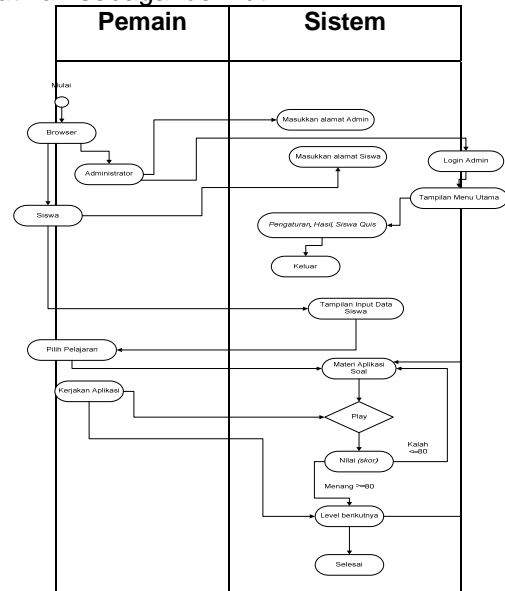 Pemain
Sistem
Mulai
Browser
Administrator
Masukkan alamat Admin
Masukkan alamat Siswa
Login Admin
Siswa
Tampilan Menu Utama
Pengaturan, Hasil, Siswa Quis
Keluar
Tampilan Input Data
Siswa
Pilih Pelajaran
Materi Aplikasi
Soal
Kerjakan Aplikasi
Play
Kalah
<=80
Nilai (skor)
Menang >=80
Level berikutnya
Selesai